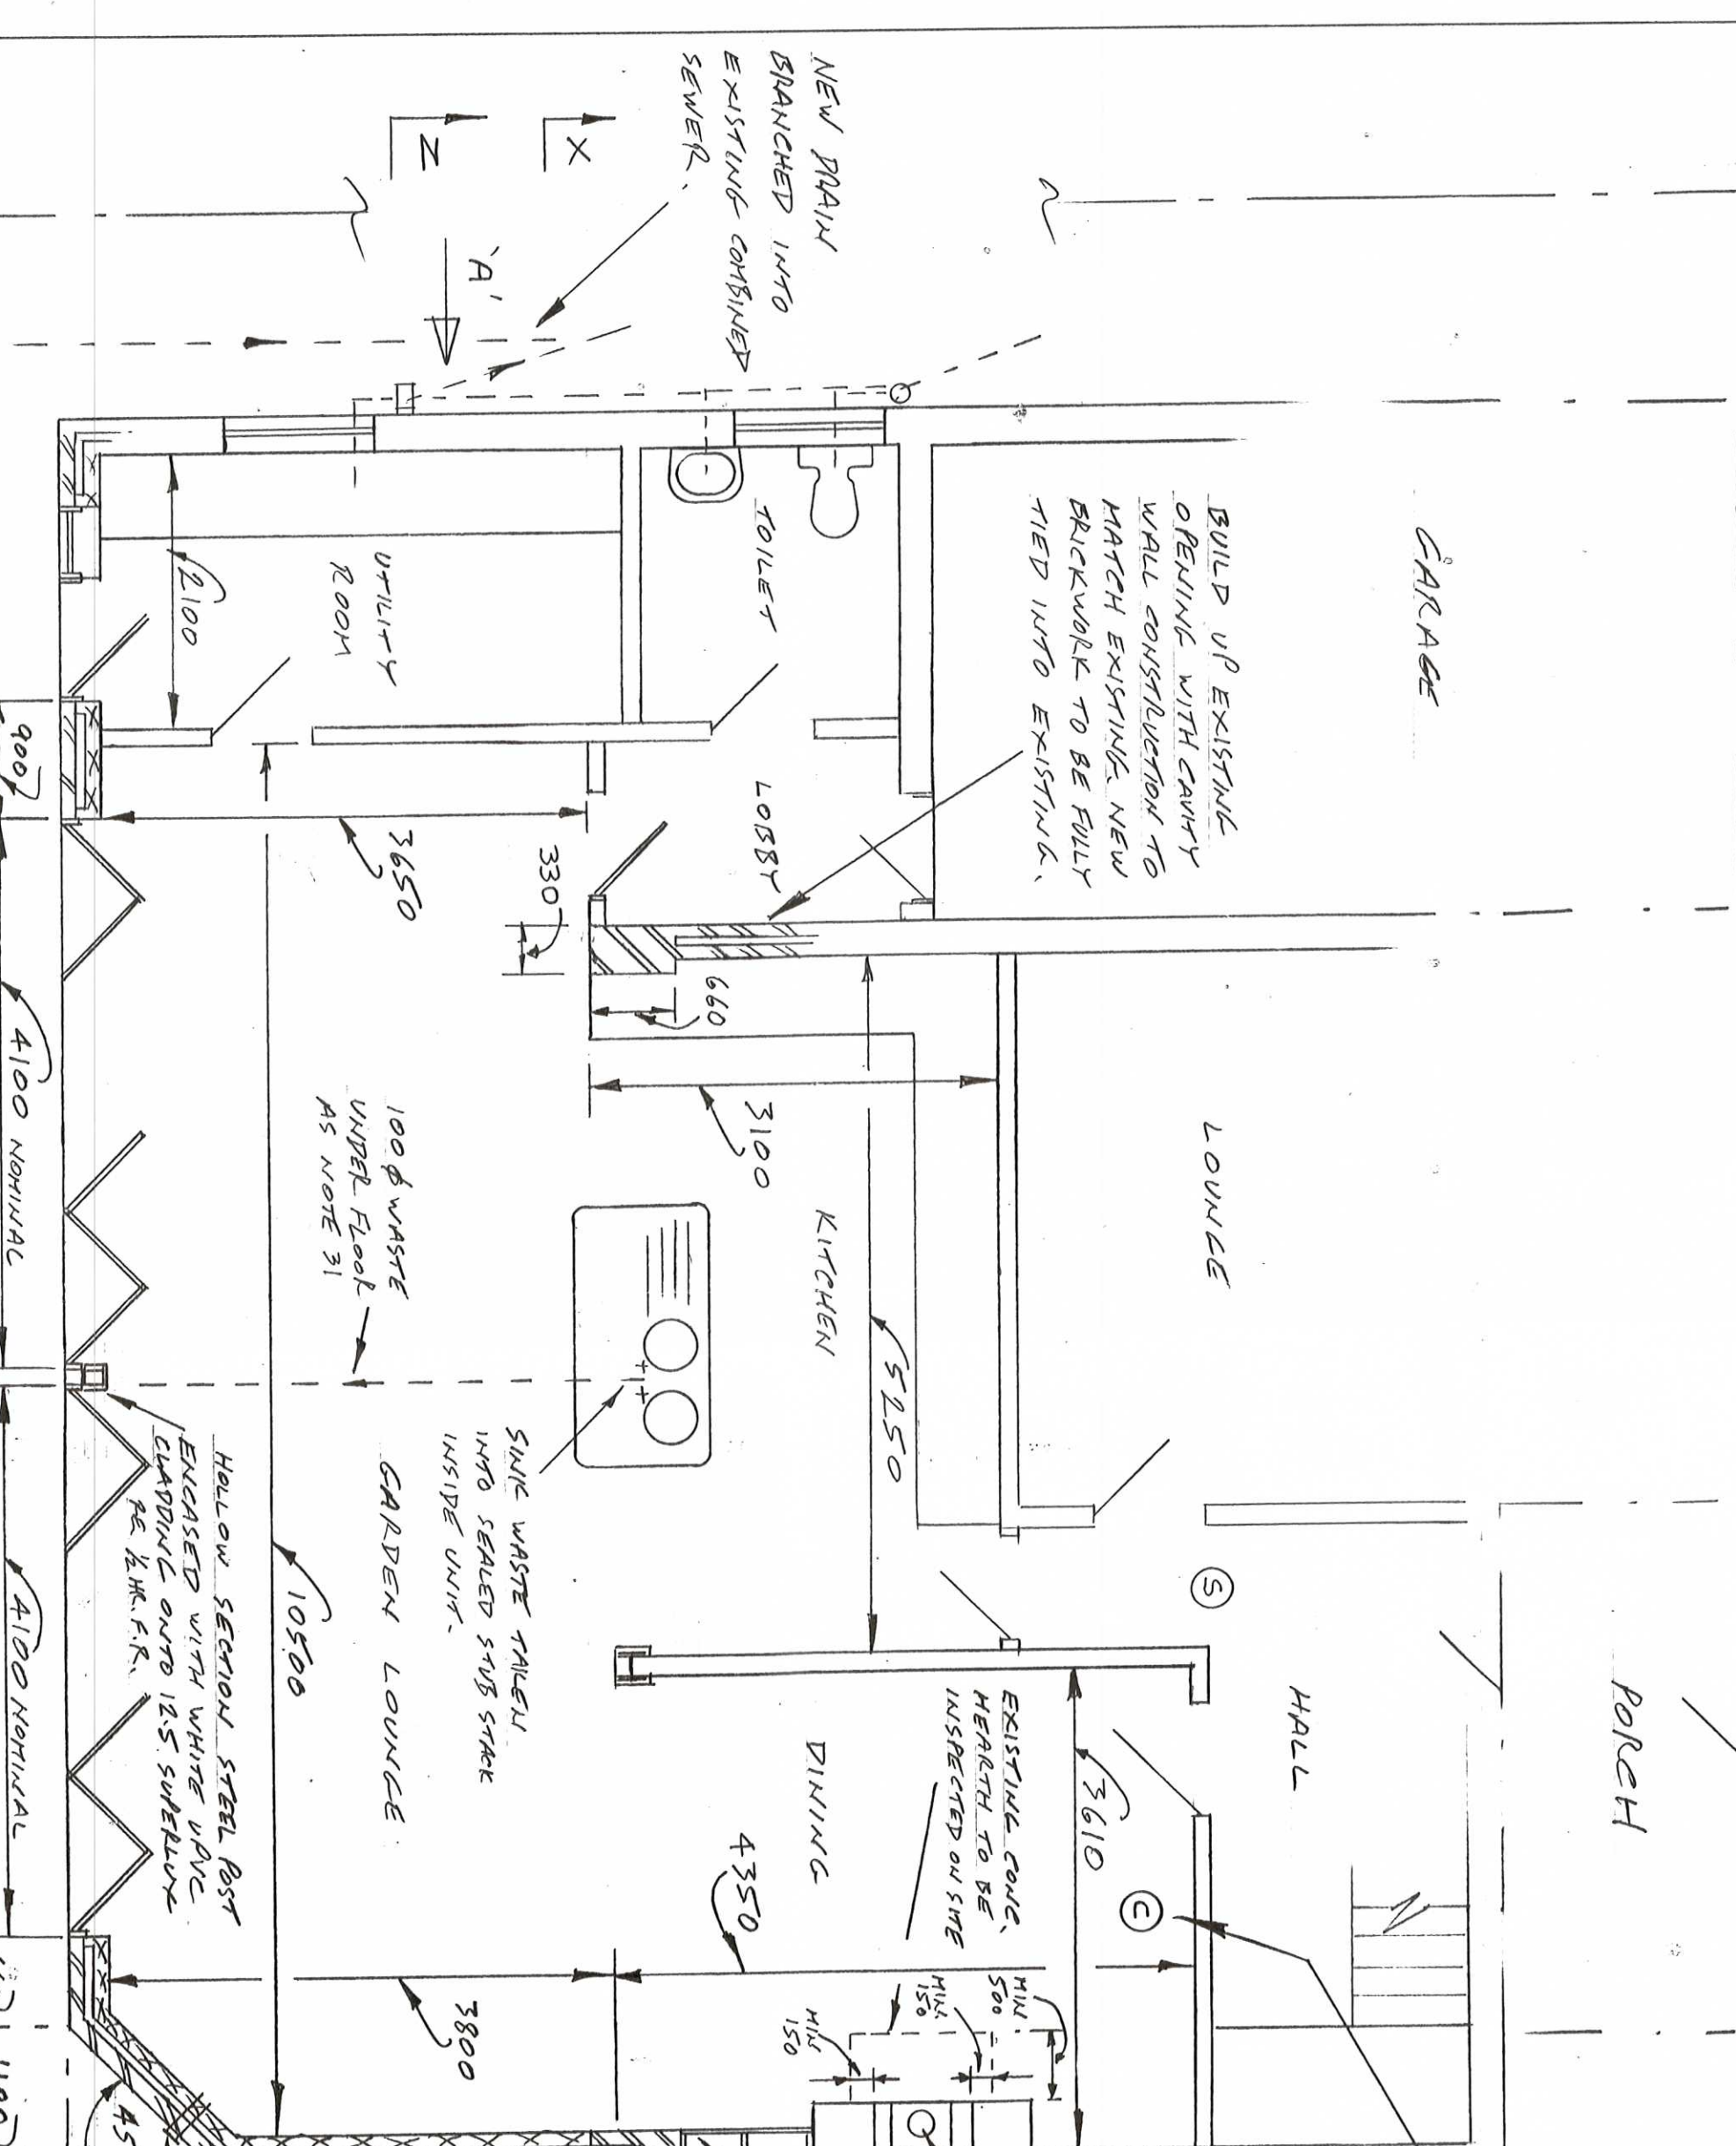 NEW DRAIN
BRANCHED INTO
EXISTING COMBINED
SEWER.
X
Z
'A'
GARAGE
BUILD UP EXISTING
OPENING WITH CAVITY
WALL CONSTRUCTION TO
MATCH EXISTING. NEW
BRICKWORK TO BE FULLY
TIED INTO EXISTING.
TOILET
UTILITY
ROOM
2100
LOBBY
900
3650
330
660
4100 NOMINAL
LOUNGE
3100
KITCHEN
5250
100 φ WASTE
UNDER FLOOR
AS NOTE 31
SINK WASTE TAKEN
INTO SEALED STUB STACK
INSIDE UNIT.
GARDEN LOUNGE
10500
HOLLOW SECTION STEEL POST
ENCASED WITH WHITE UPVC
CLADDING ONTO 12.5 SUPERLUX
RE ½ HR. F.R.
4100 NOMINAL
PORCH
HALL
S
C
3610
EXISTING CONC.
HEARTH TO BE
INSPECTED ON SITE
DINING
4350
3800
MIN
500
MIN.
150
MIN
150
45